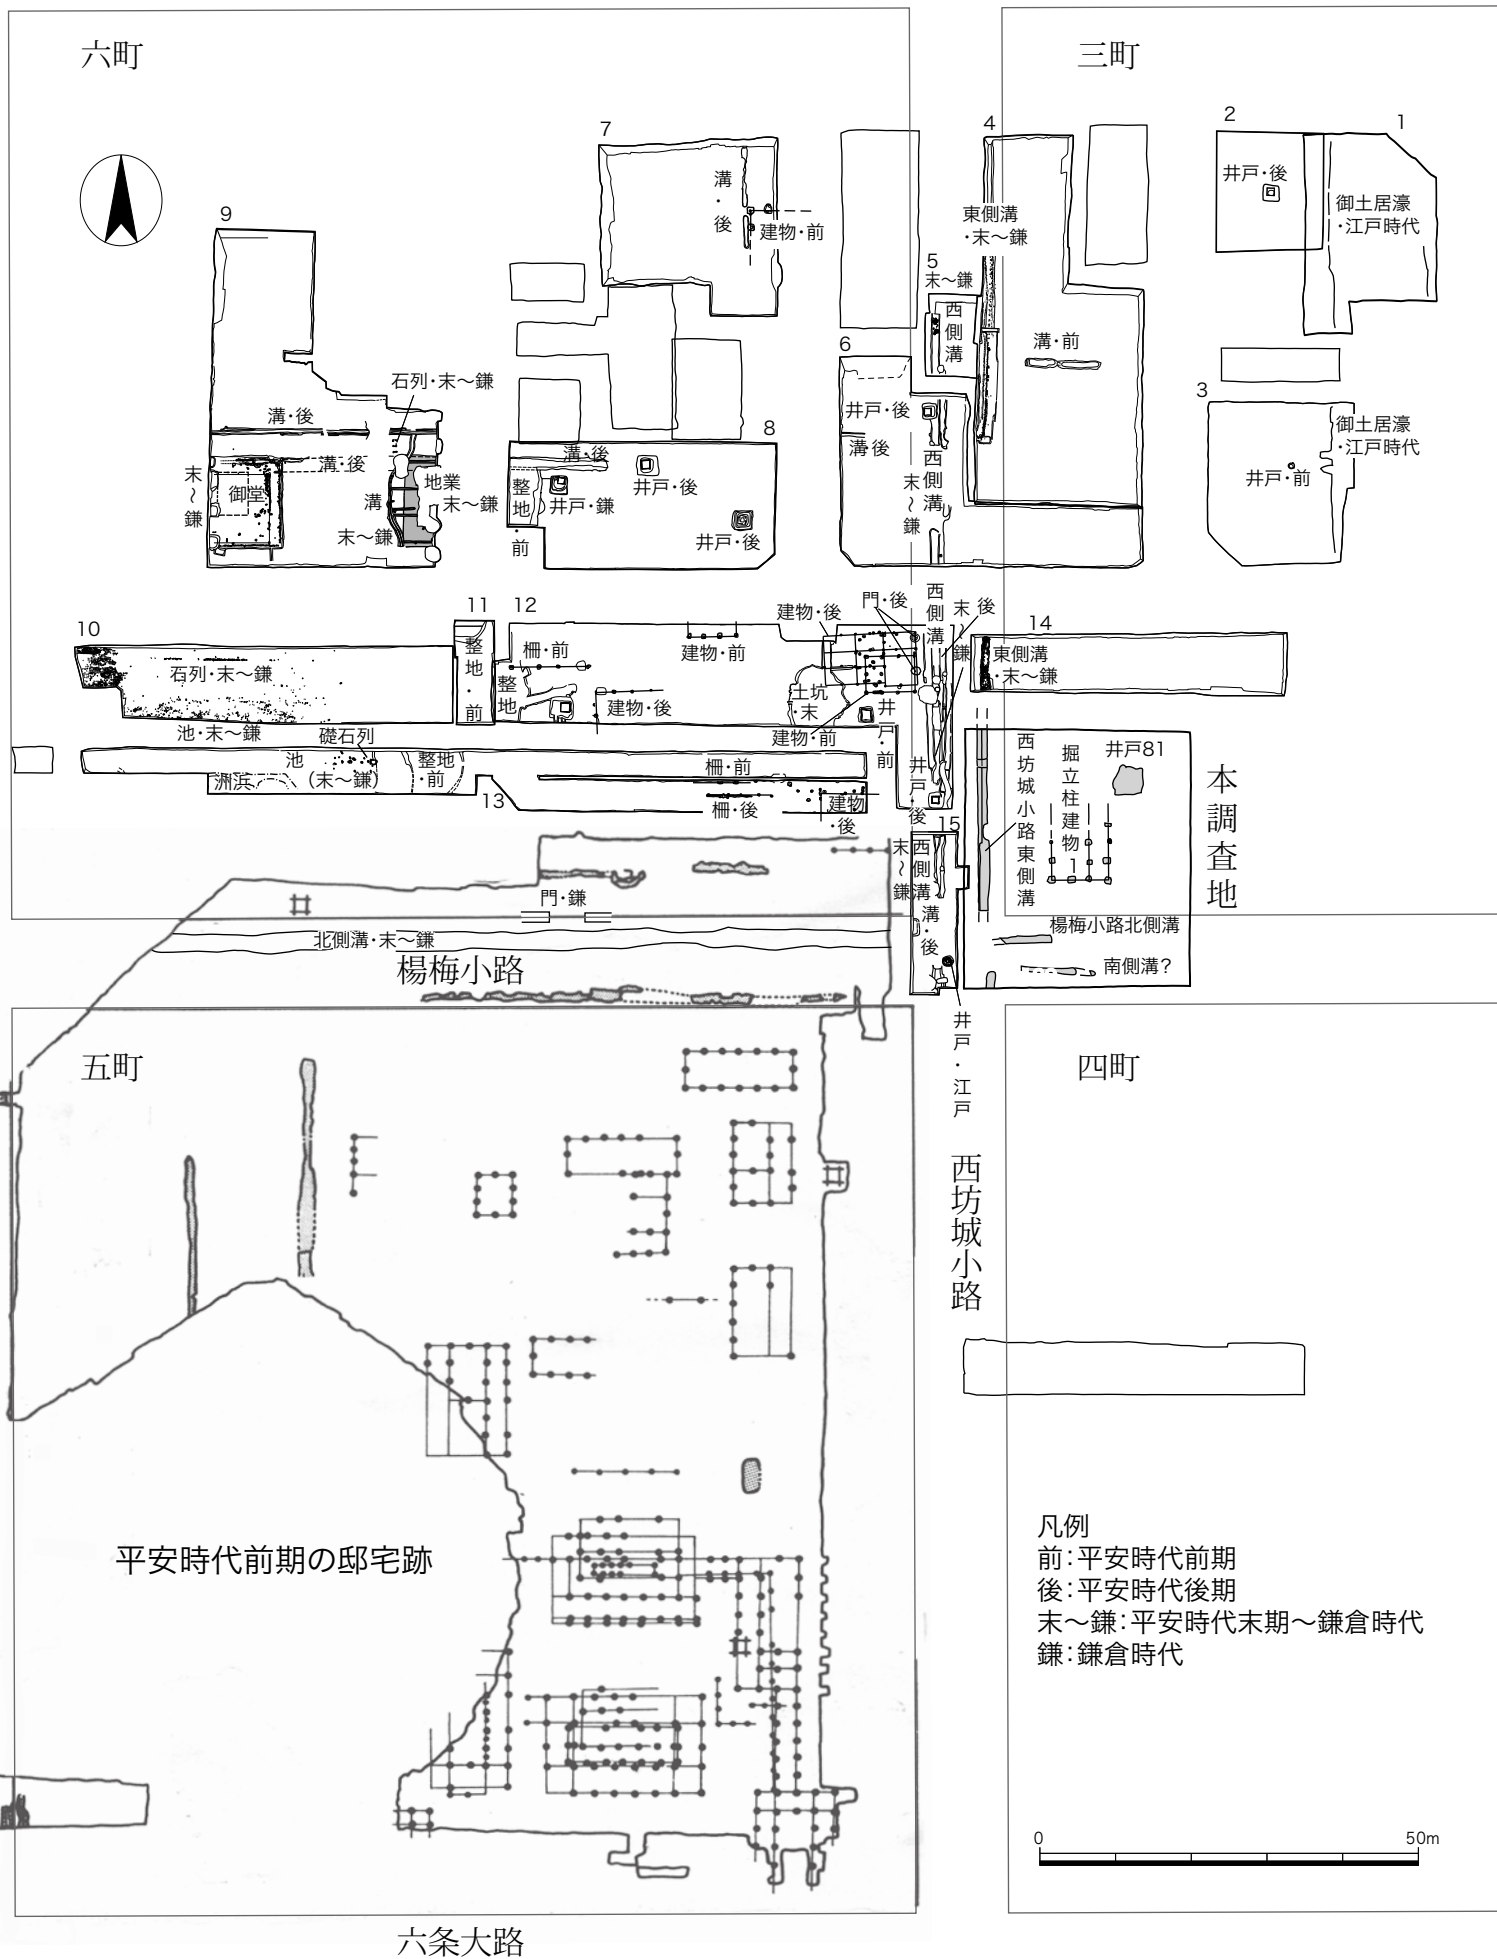 六町
三町
7
4
2
1
溝・後
建物・前
東側溝
・末～鎌
井戸・後
御土居濠
・江戸時代
9
5
末～鎌
西側溝
溝・前
6
石列・末～鎌
井戸・後
3
溝・後
8
溝・後
御土居濠
・江戸時代
溝・後
溝・後
末～鎌
御堂
地業
末～鎌
溝
末～鎌
整地・前
井戸・鎌
井戸・後
井戸・後
西側溝
末～鎌
井戸・前
10
11
12
建物・後
門・後
西側溝
末～鎌
後
14
石列・末～鎌
整地・前
柵・前
整地
建物・前
建物・後
土坑
・末
井戸・前
東側溝
・末～鎌
池・末～鎌
建物・前
礎石列
池
洲浜
（末～鎌）
整地
・前
柵・前
井戸・後
西坊城小路東側溝
掘立柱建物1
井戸81
本調査地
13
柵・後
建物
・後
15
末～鎌
西側溝
門・鎌
溝・後
楊梅小路北側溝
北側溝・末～鎌
楊梅小路
南側溝？
井戸・江戸
五町
四町
西坊城小路
平安時代前期の邸宅跡
凡例
前：平安時代前期
後：平安時代後期
末～鎌：平安時代末期～鎌倉時代
鎌：鎌倉時代
0
50m
六条大路